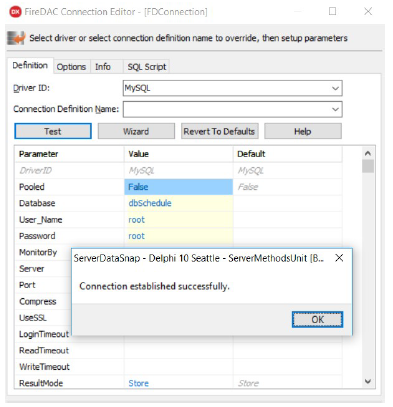 FireDAC Connection Editor - [FDConnection]
Select driver or select connection definition name to override, then setup parameters
Definition Options Info SQL Script
Driver ID: MySQL
Connection Definition Name:
Test Wizard Revert To Defaults Help
Parameter Value Default
DriverID MySQL MySQL
Pooled False False
Database dbSchedule
User_Name root
Password root
MonitorBy
Server
Port
Compress
UseSSL
LoginTimeout
ReadTimeout
WriteTimeout
ResultMode Store Store
ServerDataSnap - Delphi 10 Seattle - ServerMethodsUnit [B...
Connection established successfully.
OK